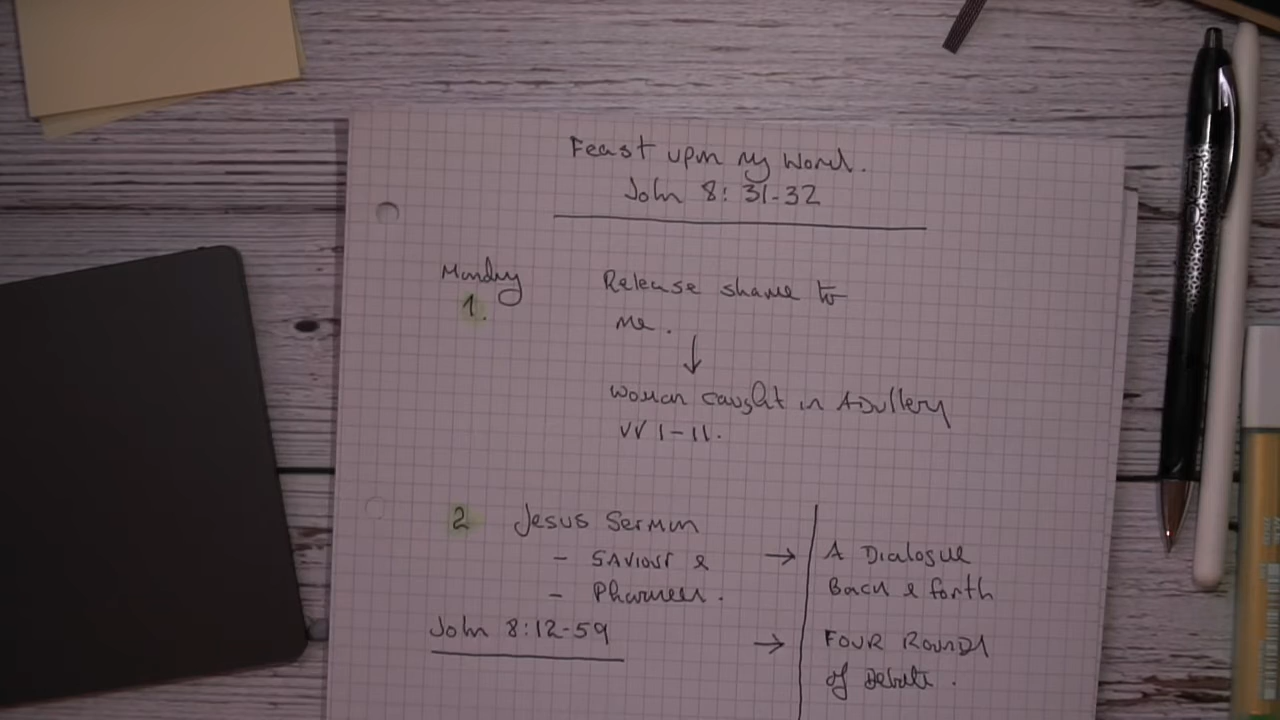 Feast upon my word.
John 8: 31-32
Monday
1.
Release shame to
me.
↓
Woman caught in ADultery
VV 1-11.
2 Jesus Sermon
- SAViour &
- Pharisees.
John 8:12-59
→ A Dialogue
Back & forth
→ FOUR ROUNDS
of Debate.